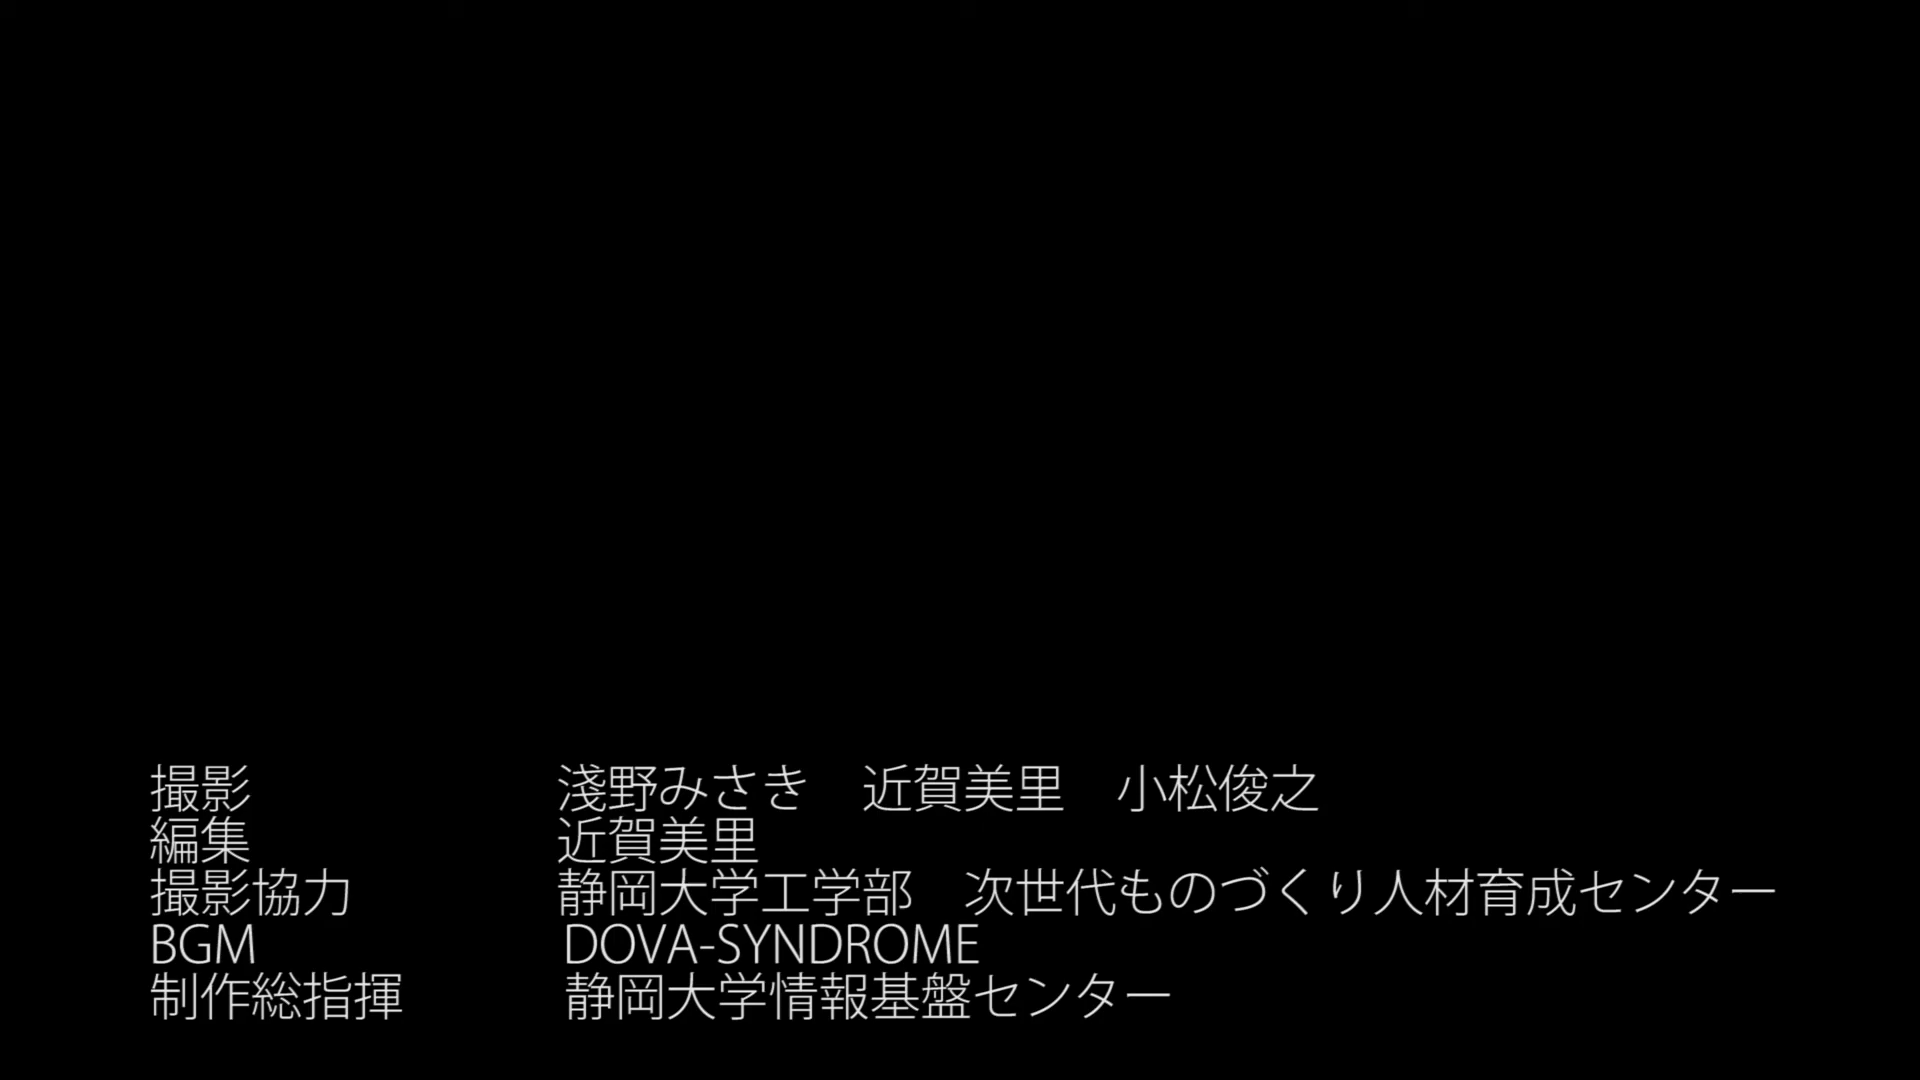 撮影　淺野みさき　近賀美里　小松俊之
編集　近賀美里
撮影協力　静岡大学工学部　次世代ものづくり人材育成センター
BGM　DOVA-SYNDROME
制作総指揮　静岡大学情報基盤センター